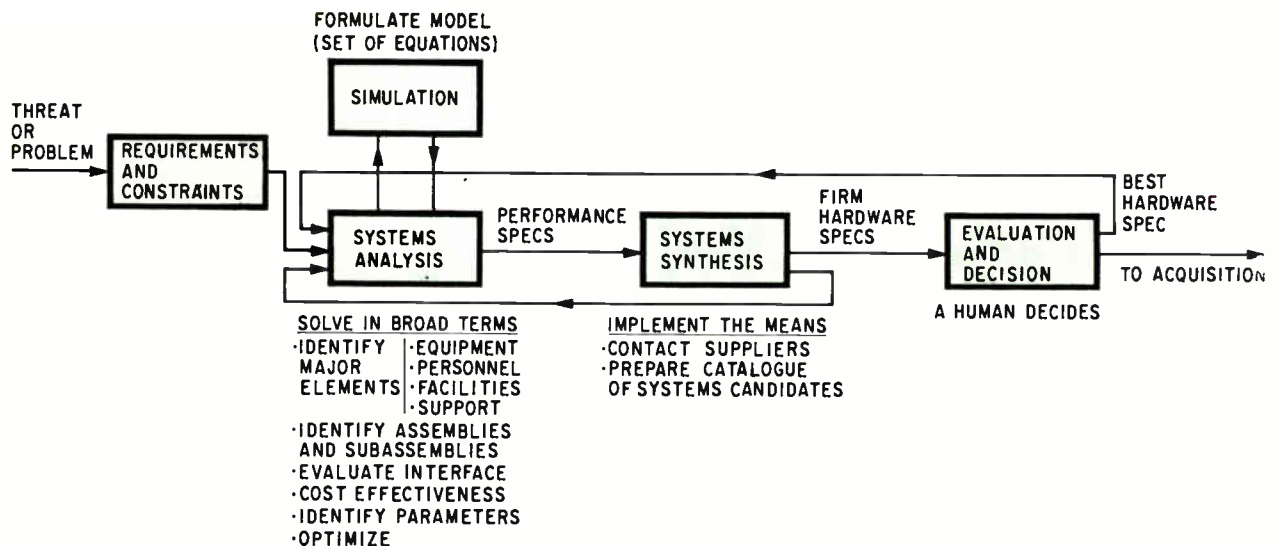 FORMULATE MODEL
(SET OF EQUATIONS)
SIMULATION
THREAT
OR
PROBLEM
REQUIREMENTS
AND
CONSTRAINTS
SYSTEMS
ANALYSIS
PERFORMANCE
SPECS
SYSTEMS
SYNTHESIS
FIRM
HARDWARE
SPECS
EVALUATION
AND
DECISION
BEST
HARDWARE
SPEC
TO ACQUISITION
A HUMAN DECIDES
SOLVE IN BROAD TERMS
·IDENTIFY
MAJOR
ELEMENTS
·EQUIPMENT
·PERSONNEL
·FACILITIES
·SUPPORT
·IDENTIFY ASSEMBLIES
AND SUBASSEMBLIES
·EVALUATE INTERFACE
·COST EFFECTIVENESS
·IDENTIFY PARAMETERS
·OPTIMIZE
IMPLEMENT THE MEANS
·CONTACT SUPPLIERS
·PREPARE CATALOGUE
OF SYSTEMS CANDIDATES